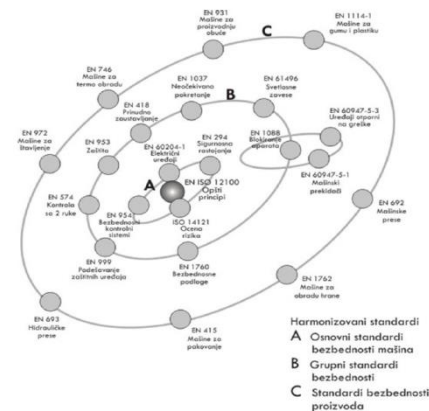 EN 931
Mašine za
proizvodnju
obuće
C
EN 1114-1
Mašine za
gumu i plastiku
EN 746
Mašine za
termo obradu
EN 1037
Neočekivano
pokretanje
B
EN 61496
Svetlosne
zavese
EN 418
Prinudno
zaustavljanje
EN 60947-5-3
Uređaji otporni
na greške
EN 972
Mašine za
štavljenje
EN 953
Zaštita
EN 60204-1
Električni
uređaji
EN 294
Sigurnosno
rastojanje
EN 1088
Blokiranje
aparata
EN 60947-5-1
Mašinski
prekidači
A
EN ISO 12100
Opšti
principi
EN 574
Kontrola
sa 2 ruke
EN 954
Bezbednosni
kontrolni
sistemi
ISO 14121
Ocena
rizika
EN 692
Mašinske
prese
EN 999
Podešavanje
zaštitnih uređaja
EN 1760
Bezbednosne
podloge
EN 1762
Mašine za
obradu hrane
EN 693
Hidrauličke
prese
EN 415
Mašine za
pakovanje
Harmonizovani standardi
A Osnovni standardi
bezbednosti mašina
B Grupni standardi
bezbednosti
C Standardi bezbednosti
proizvoda